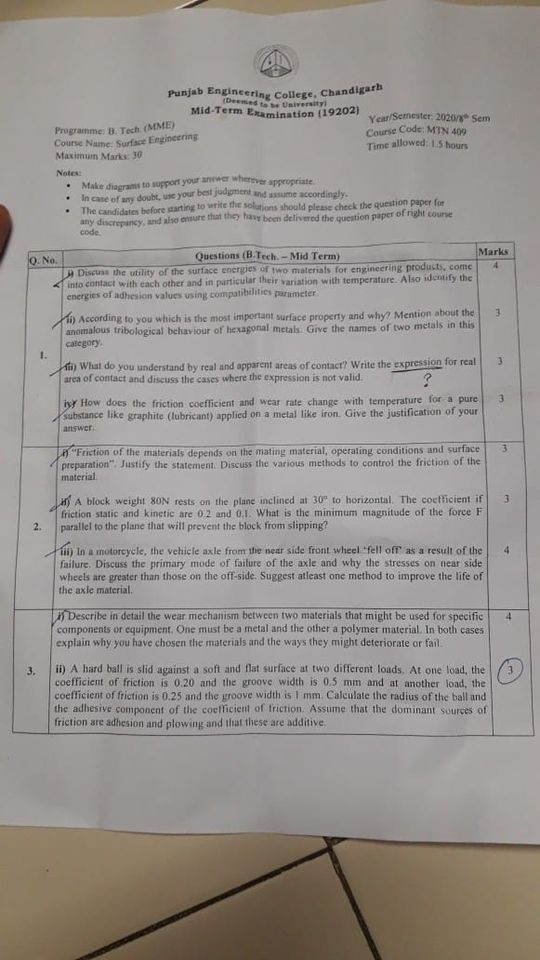 Punjab Engineering College, Chandigarh
(Deemed to be University)
Mid-Term Examination (19202)
Programme: B. Tech. (MME)
Year/Semester: 2020/8th Sem
Course Name: Surface Engineering
Course Code: MTN 409
Maximum Marks: 30
Time allowed: 1.5 hours
Notes:
• Make diagrams to support your answer wherever appropriate.
• In case of any doubt, use your best judgment and assume accordingly.
• The candidates before starting to write the solutions should please check the question paper for
any discrepancy, and also ensure that they have been delivered the question paper of right course
code.
Q. No. Questions (B.Tech. – Mid Term) Marks
1.
i) Discuss the utility of the surface energies of two materials for engineering products, come 4
into contact with each other and in particular their variation with temperature. Also identify the
energies of adhesion values using compatibilities parameter.
ii) According to you which is the most important surface property and why? Mention about the 3
anomalous tribological behaviour of hexagonal metals. Give the names of two metals in this
category.
iii) What do you understand by real and apparent areas of contact? Write the expression for real 3
area of contact and discuss the cases where the expression is not valid. ?
iv) How does the friction coefficient and wear rate change with temperature for a pure 3
substance like graphite (lubricant) applied on a metal like iron. Give the justification of your
answer.
2.
i) "Friction of the materials depends on the mating material, operating conditions and surface 3
preparation". Justify the statement. Discuss the various methods to control the friction of the
material.
ii) A block weight 80N rests on the plane inclined at 30° to horizontal. The coefficient if 3
friction static and kinetic are 0.2 and 0.1. What is the minimum magnitude of the force F
parallel to the plane that will prevent the block from slipping?
iii) In a motorcycle, the vehicle axle from the near side front wheel 'fell off' as a result of the 4
failure. Discuss the primary mode of failure of the axle and why the stresses on near side
wheels are greater than those on the off-side. Suggest atleast one method to improve the life of
the axle material.
3.
i) Describe in detail the wear mechanism between two materials that might be used for specific 4
components or equipment. One must be a metal and the other a polymer material. In both cases
explain why you have chosen the materials and the ways they might deteriorate or fail.
ii) A hard ball is slid against a soft and flat surface at two different loads. At one load, the 3
coefficient of friction is 0.20 and the groove width is 0.5 mm and at another load, the
coefficient of friction is 0.25 and the groove width is 1 mm. Calculate the radius of the ball and
the adhesive component of the coefficient of friction. Assume that the dominant sources of
friction are adhesion and plowing and that these are additive.